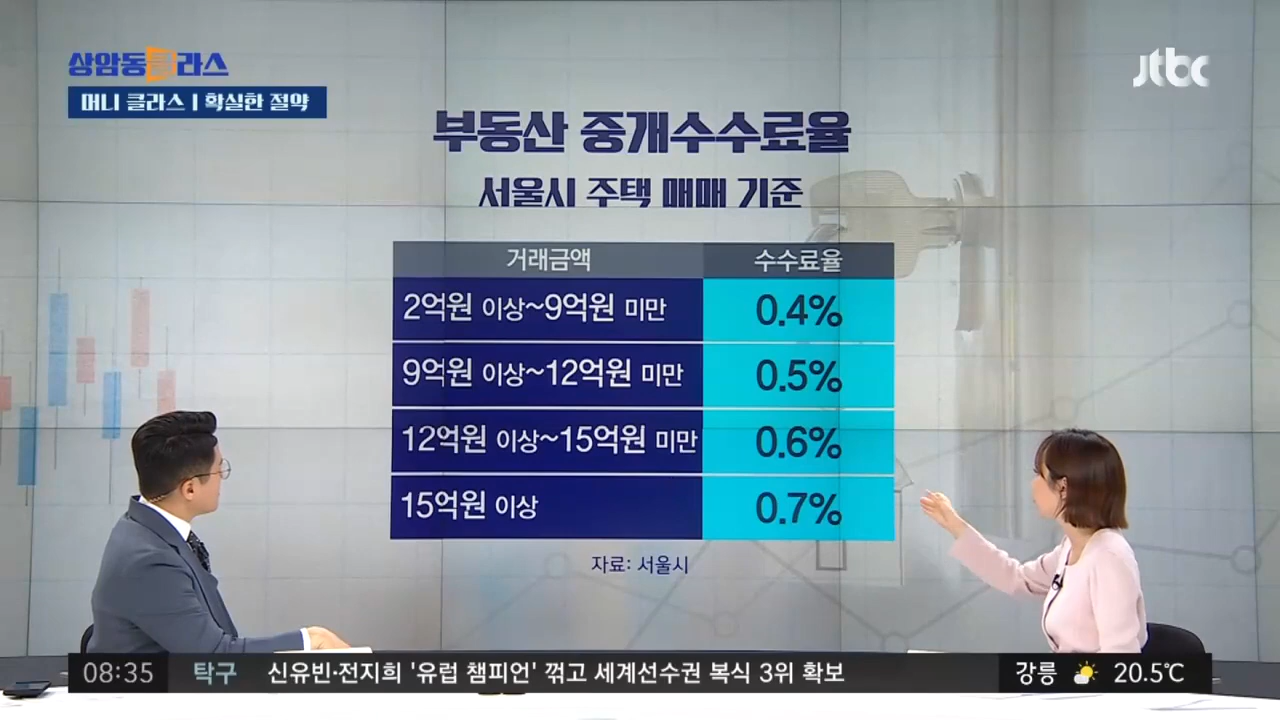 상암동클라스
머니 클라스 | 확실한 절약
jtbc
부동산 중개수수료율
서울시 주택 매매 기준
거래금액 수수료율
2억원 이상~9억원 미만 0.4%
9억원 이상~12억원 미만 0.5%
12억원 이상~15억원 미만 0.6%
15억원 이상 0.7%
자료: 서울시
08:35 탁구 신유빈·전지희 '유럽 챔피언' 꺾고 세계선수권 복식 3위 확보 강릉 20.5℃